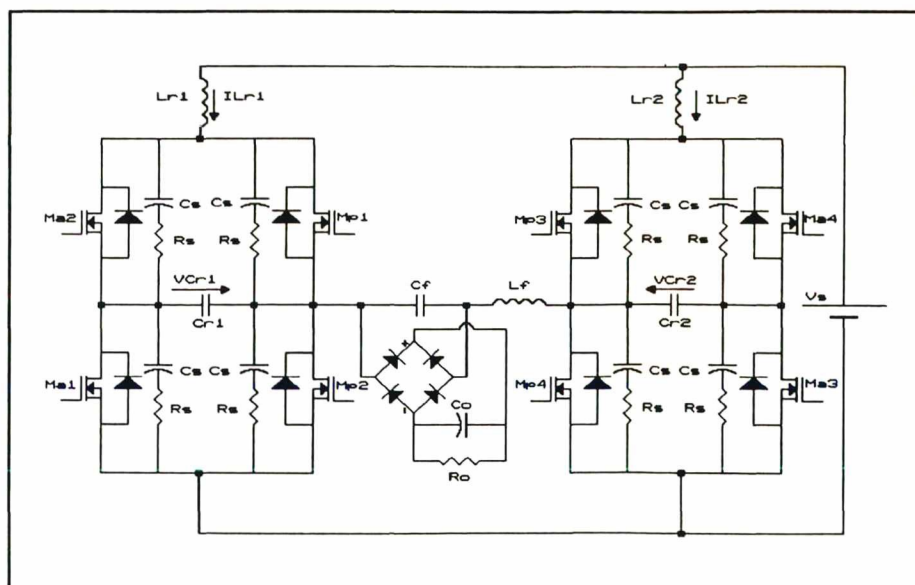 Lr1 ILr1 Lr2 ILr2
Ma2 Cs Cs Mp1 Mp3 Cs Cs Ma4
Rs Rs Rs Rs
VCr1 Cf Lf VCr2 Vs
Cr1 Cr2
Ma1 Cs Cs Mp2 + Mp4 Cs Cs Ma3
Rs Rs - Co Rs Rs
Ro